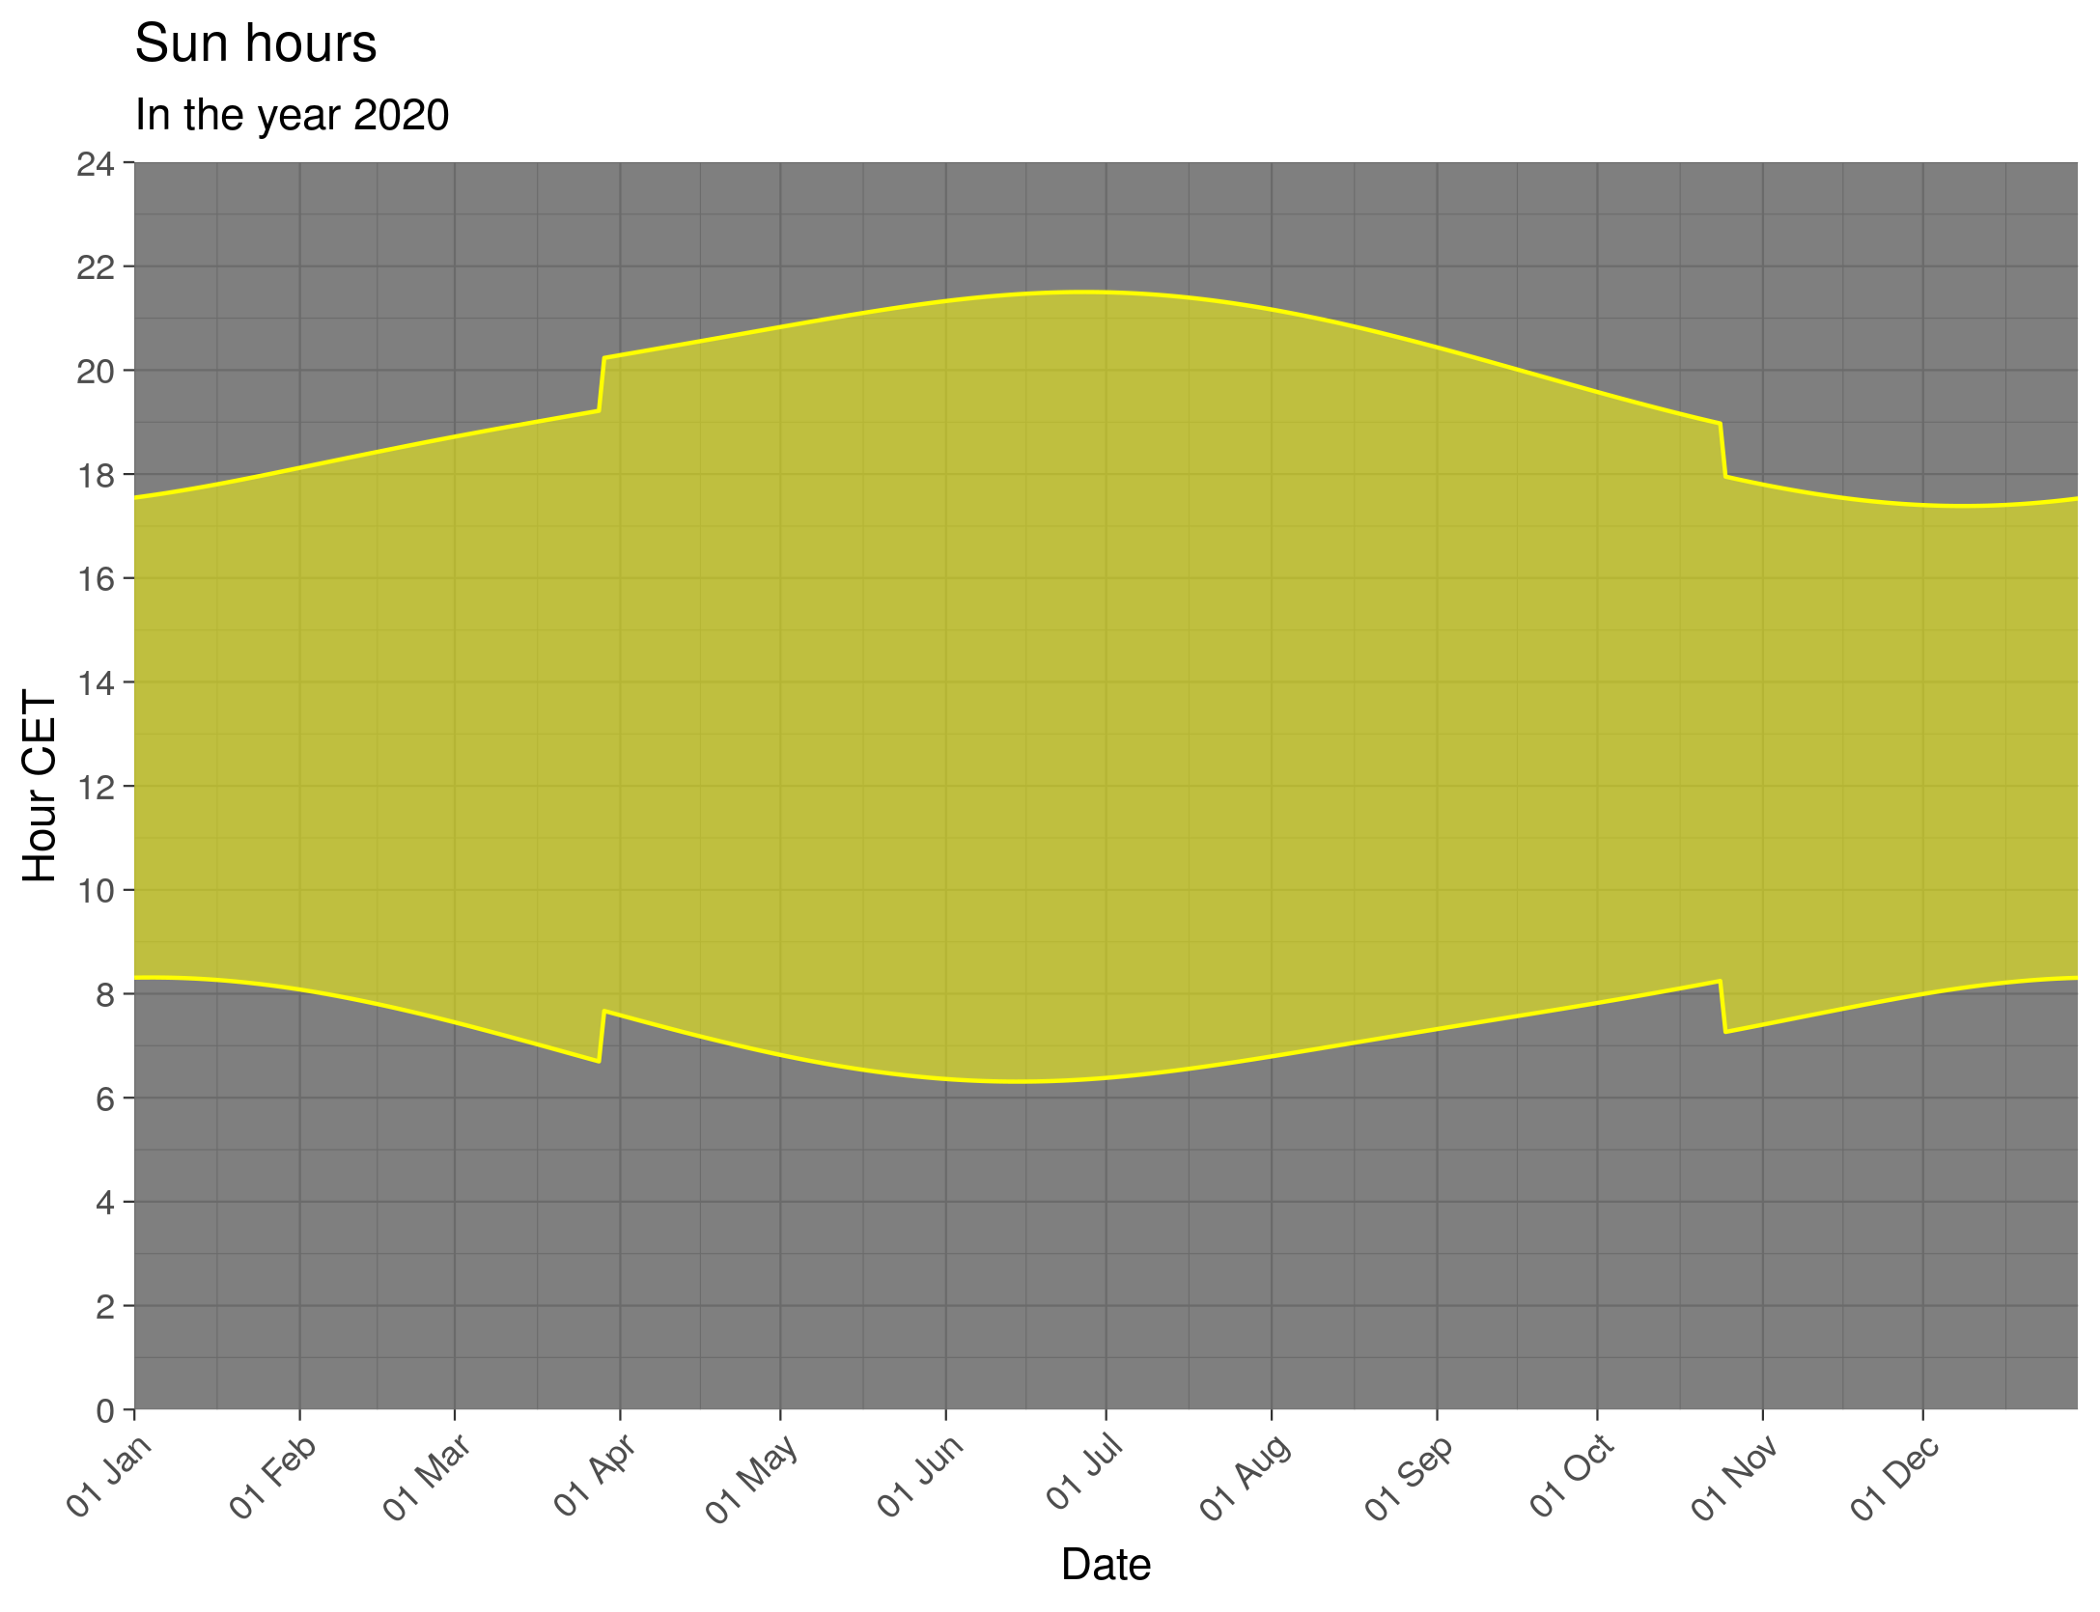 Sun hours
In the year 2020
24
22
20
18
16
14
12
10
8
6
4
2
0
Hour CET
01 Jan
01 Feb
01 Mar
01 Apr
01 May
01 Jun
01 Jul
01 Aug
01 Sep
01 Oct
01 Nov
01 Dec
Date